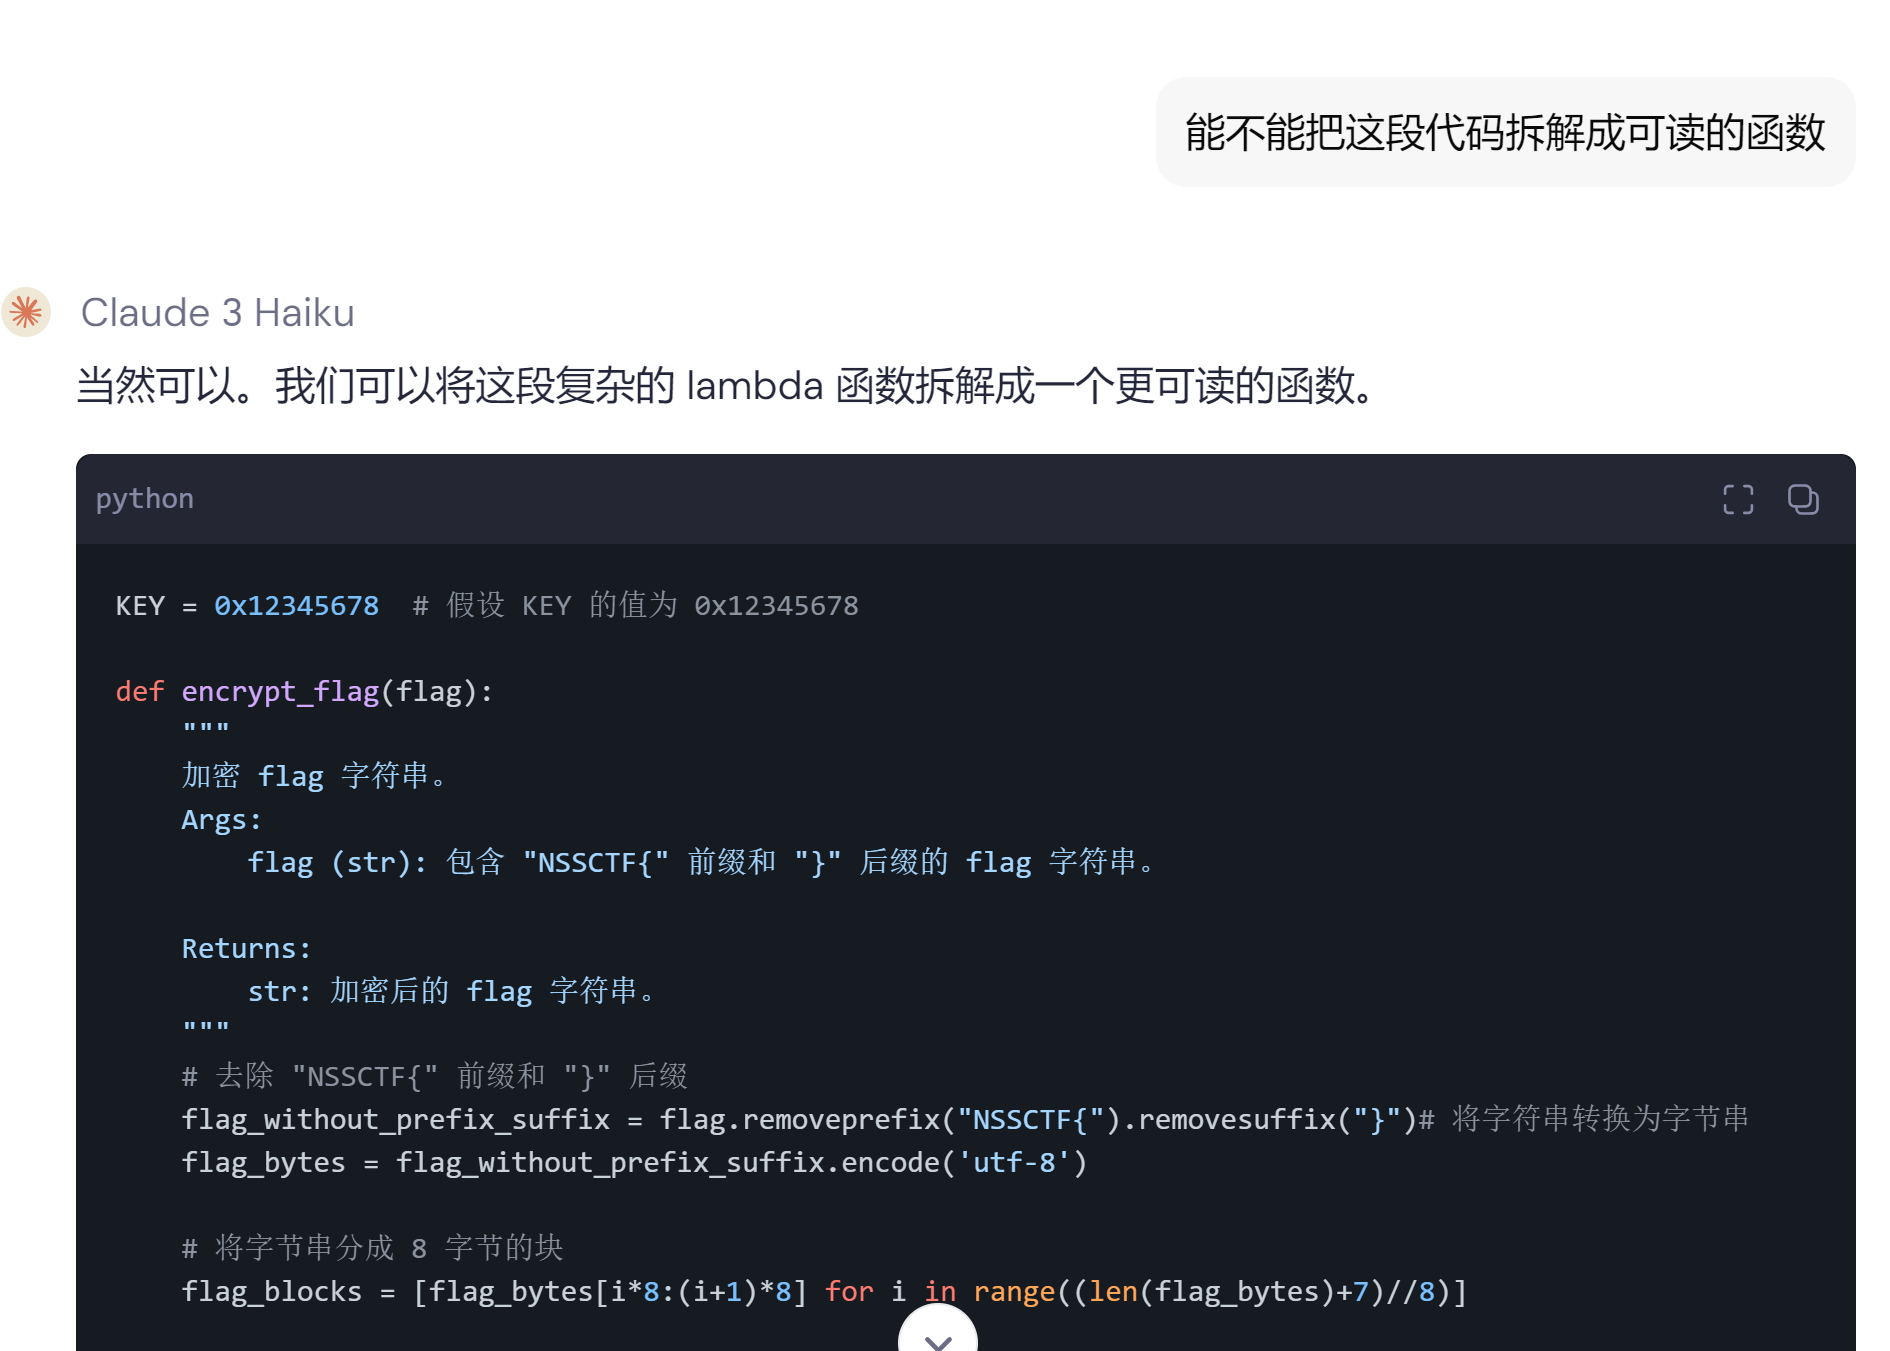 能不能把这段代码拆解成可读的函数
Claude 3 Haiku
当然可以。我们可以将这段复杂的 lambda 函数拆解成一个更可读的函数。
python
KEY = 0x12345678  # 假设 KEY 的值为 0x12345678
def encrypt_flag(flag):
    """
    加密 flag 字符串。
    Args:
        flag (str): 包含 "NSSCTF{" 前缀和 "}" 后缀的 flag 字符串。
    Returns:
        str: 加密后的 flag 字符串。
    """
    # 去除 "NSSCTF{" 前缀和 "}" 后缀
    flag_without_prefix_suffix = flag.removeprefix("NSSCTF{").removesuffix("}")# 将字符串转换为字节串
    flag_bytes = flag_without_prefix_suffix.encode('utf-8')
    # 将字节串分成 8 字节的块
    flag_blocks = [flag_bytes[i*8:(i+1)*8] for i in range((len(flag_bytes)+7)//8)]